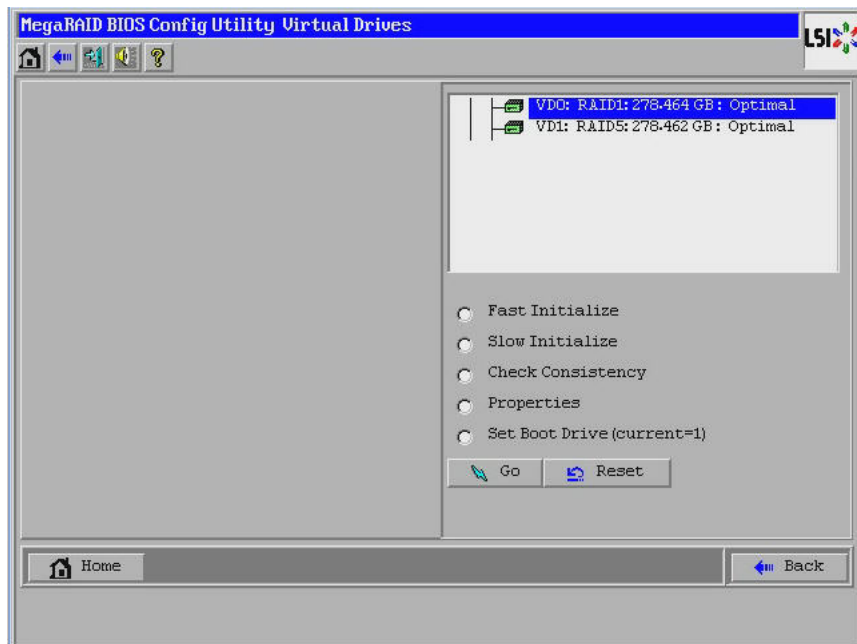 MegaRAID BIOS Config Utility Virtual Drives
LSI
?
VD0: RAID1: 278.464 GB: Optimal
VD1: RAID5: 278.462 GB: Optimal
Fast Initialize
Slow Initialize
Check Consistency
Properties
Set Boot Drive (current=1)
Go
Reset
Home
Back